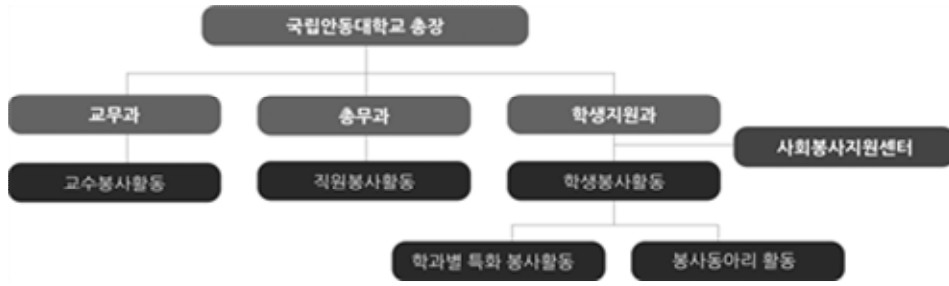 국립안동대학교 총장
교무과
총무과
학생지원과
사회봉사지원센터
교수봉사활동
직원봉사활동
학생봉사활동
학과별 특화 봉사활동
봉사동아리 활동